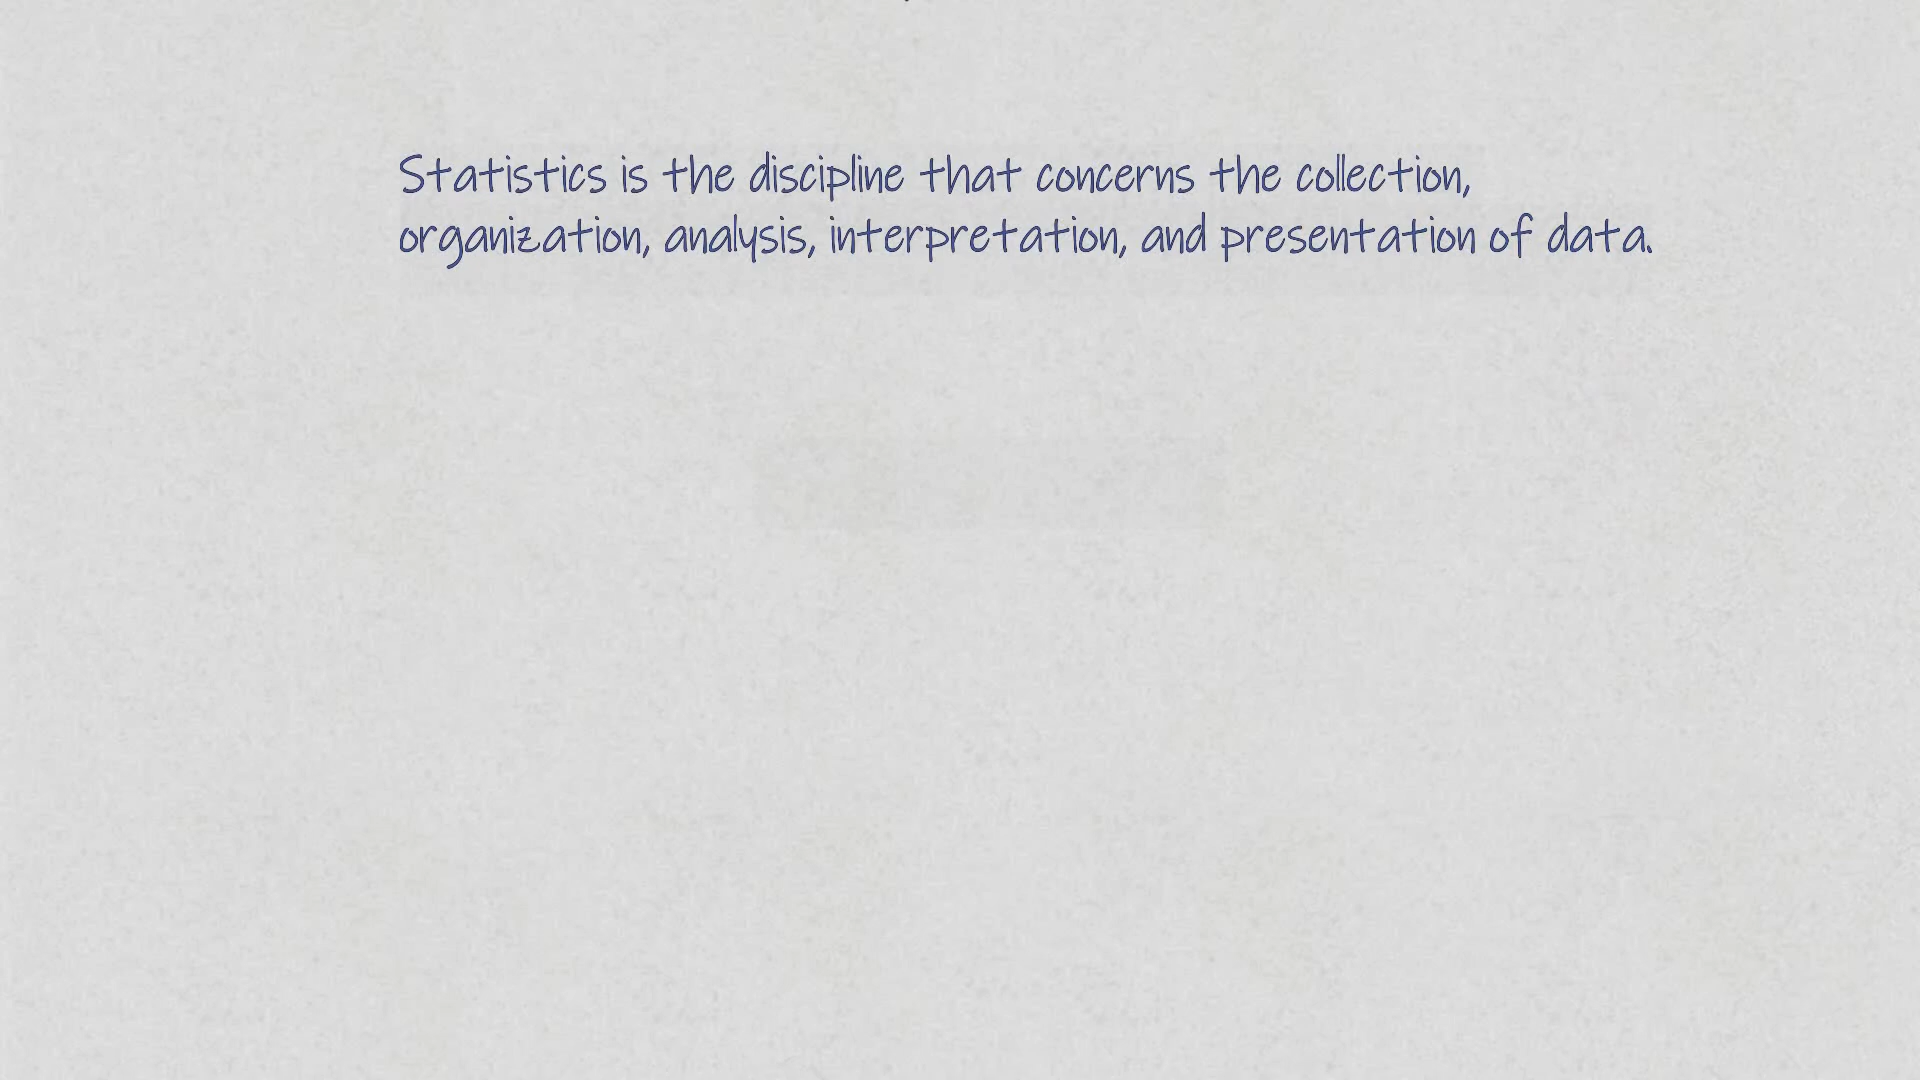 Statistics is the discipline that concerns the collection,
organization, analysis, interpretation, and presentation of data.